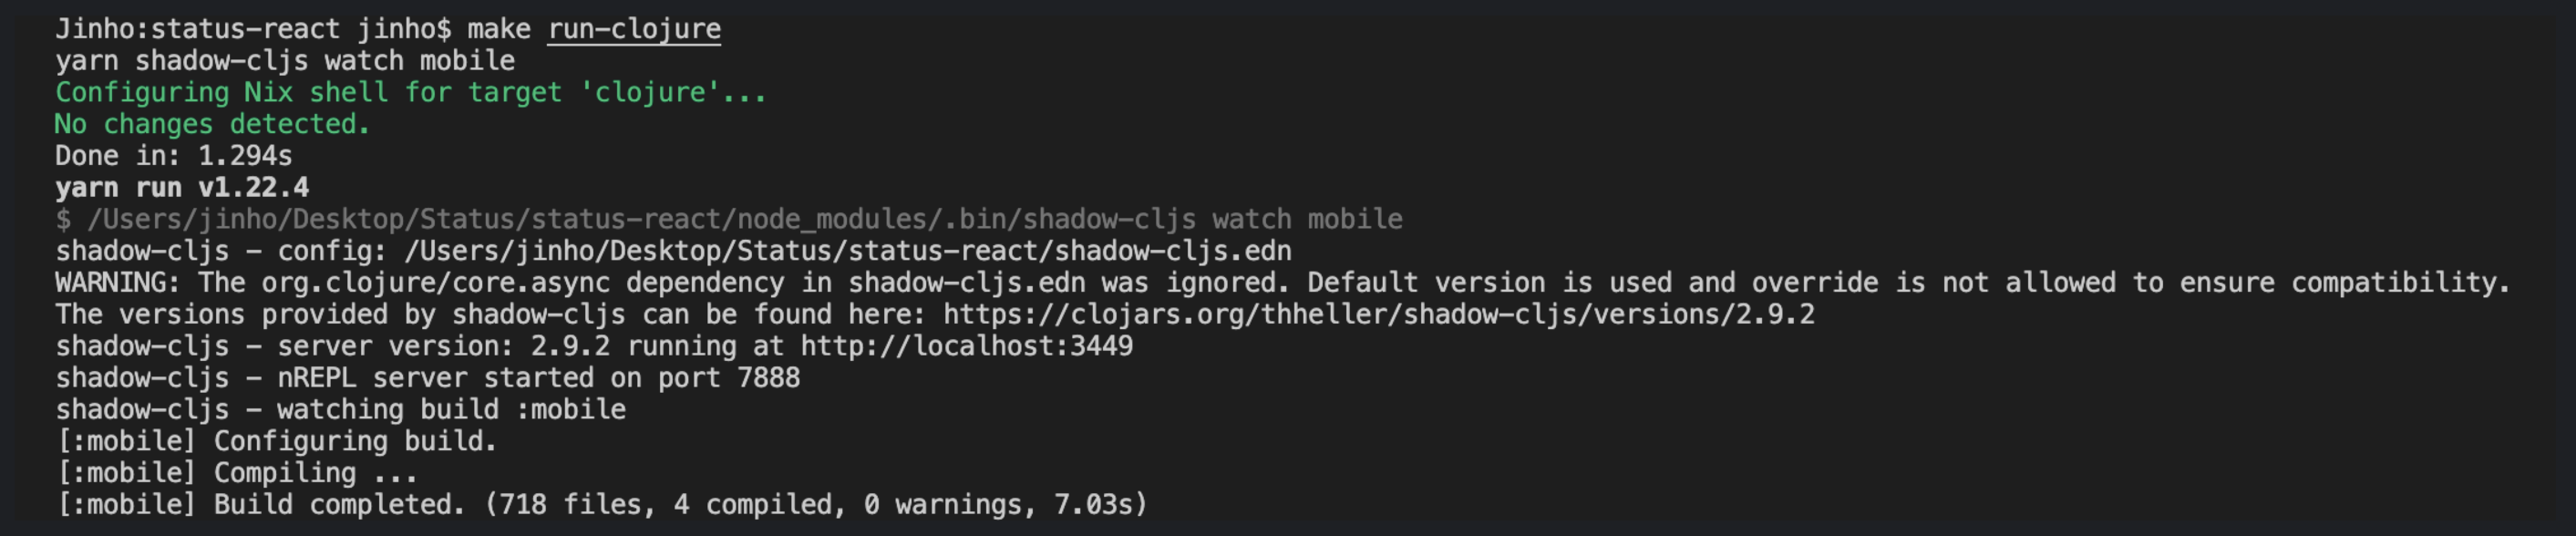 Jinho:status-react jinho$ make run-clojure
yarn shadow-cljs watch mobile
Configuring Nix shell for target 'clojure'...
No changes detected.
Done in: 1.294s
yarn run v1.22.4
$ /Users/jinho/Desktop/Status/status-react/node_modules/.bin/shadow-cljs watch mobile
shadow-cljs - config: /Users/jinho/Desktop/Status/status-react/shadow-cljs.edn
WARNING: The org.clojure/core.async dependency in shadow-cljs.edn was ignored. Default version is used and override is not allowed to ensure compatibility.
The versions provided by shadow-cljs can be found here: https://clojars.org/thheller/shadow-cljs/versions/2.9.2
shadow-cljs - server version: 2.9.2 running at http://localhost:3449
shadow-cljs - nREPL server started on port 7888
shadow-cljs - watching build :mobile
[:mobile] Configuring build.
[:mobile] Compiling ...
[:mobile] Build completed. (718 files, 4 compiled, 0 warnings, 7.03s)